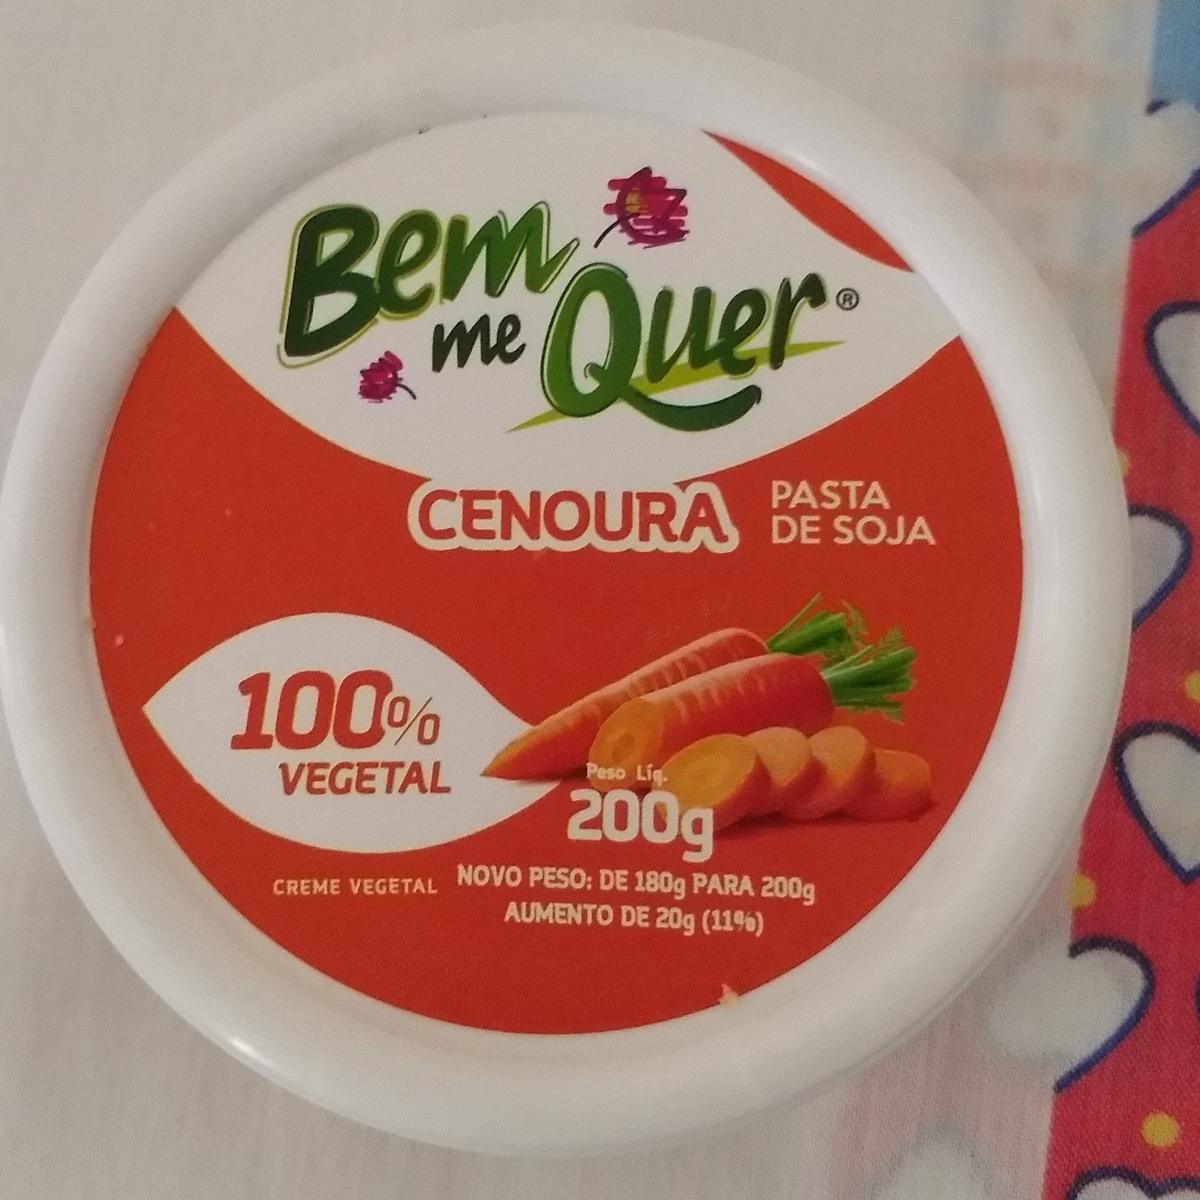 Bem
me Quer®
CENOURA
PASTA
DE SOJA
100%
VEGETAL
Peso Líq.
200g
CREME VEGETAL
NOVO PESO: DE 180g PARA 200g
AUMENTO DE 20g (11%)